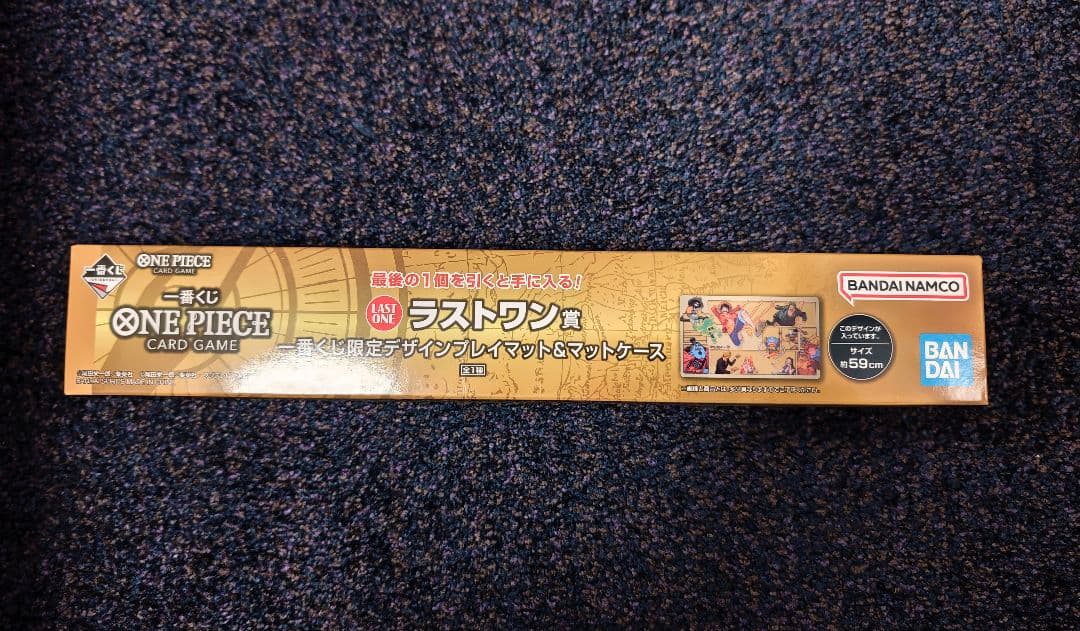 一番くじ
ONE PIECE
CARD GAME
一番くじ
ONE PIECE
CARD GAME
最後の1個を引くと手に入る!
LAST
ONE
ラストワン賞
一番くじ限定デザインプレイマット&マットケース
全1種
BANDAI NAMCO
このデザインが
入っています。
サイズ
約59cm
BAN
DAI